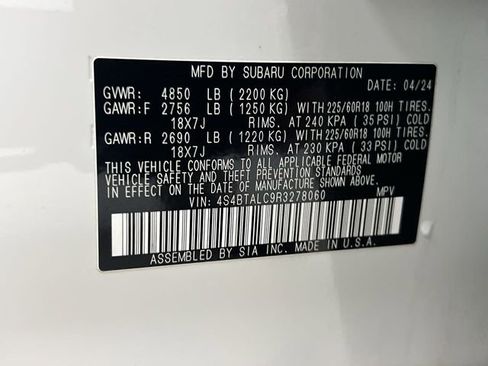 MFD BY SUBARU CORPORATION
DATE: 04/24
GVWR: 4850 LB (2200 KG)
GAWR:F 2756 LB (1250 KG) WITH 225/60R18 100H TIRES.
18X7J RIMS. AT 240 KPA (35 PSI) COLD
GAWR:R 2690 LB (1220 KG) WITH 225/60R18 100H TIRES.
18X7J RIMS. AT 230 KPA (33 PSI) COLD
THIS VEHICLE CONFORMS TO ALL APPLICABLE FEDERAL MOTOR
VEHICLE SAFETY AND THEFT PREVENTION STANDARDS
IN EFFECT ON THE DATE OF MANUFACTURE SHOWN ABOVE.
VIN: 4S4BTALC9R3278060 MPV
ASSEMBLED BY SIA INC. MADE IN U.S.A.